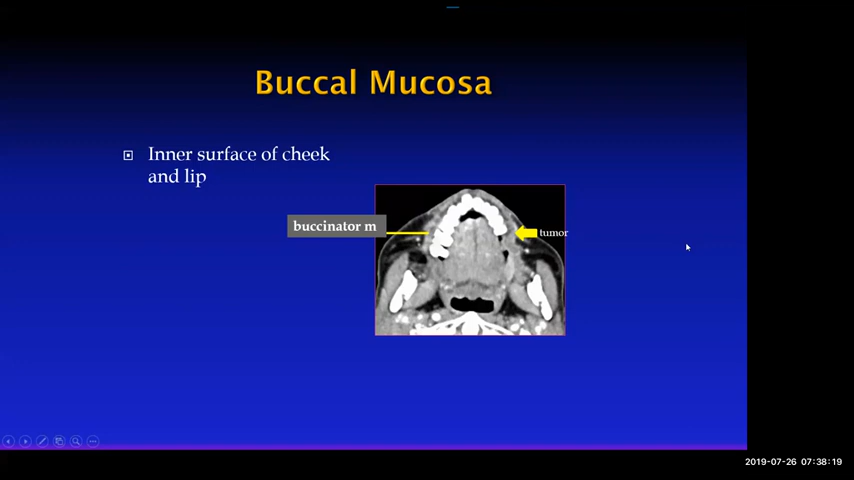 Buccal Mucosa
Inner surface of cheek
and lip
buccinator m
tumor
2019-07-26 07:38:19